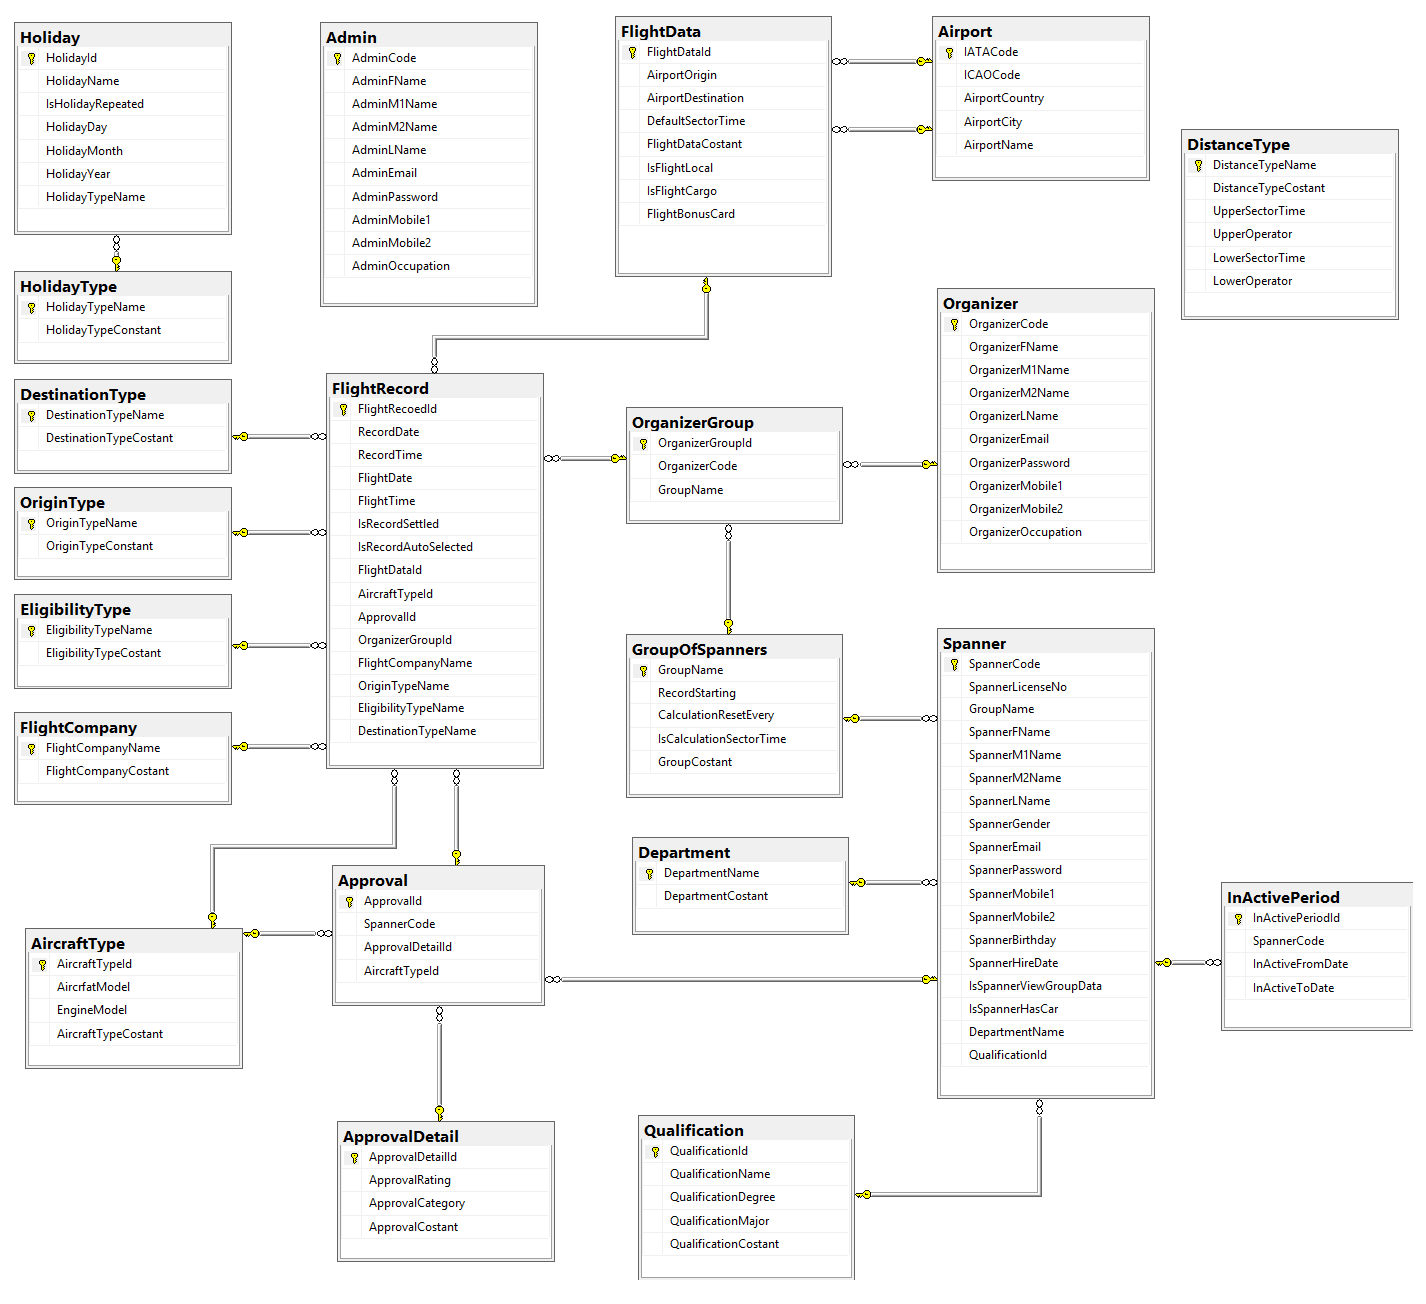 Holiday
HolidayId
HolidayName
IsHolidayRepeated
HolidayDay
HolidayMonth
HolidayYear
HolidayTypeName
Admin
AdminCode
AdminFName
AdminM1Name
AdminM2Name
AdminLName
AdminEmail
AdminPassword
AdminMobile1
AdminMobile2
AdminOccupation
FlightData
FlightDataId
AirportOrigin
AirportDestination
DefaultSectorTime
FlightDataCostant
IsFlightLocal
IsFlightCargo
FlightBonusCard
Airport
IATACode
ICAOCode
AirportCountry
AirportCity
AirportName
DistanceType
DistanceTypeName
DistanceTypeCostant
UpperSectorTime
UpperOperator
LowerSectorTime
LowerOperator
HolidayType
HolidayTypeName
HolidayTypeConstant
Organizer
OrganizerCode
OrganizerFName
OrganizerM1Name
OrganizerM2Name
OrganizerLName
OrganizerEmail
OrganizerPassword
OrganizerMobile1
OrganizerMobile2
OrganizerOccupation
DestinationType
DestinationTypeName
DestinationTypeCostant
FlightRecord
FlightRecoedId
RecordDate
RecordTime
FlightDate
FlightTime
IsRecordSettled
IsRecordAutoSelected
FlightDataId
AircraftTypeId
ApprovalId
OrganizerGroupId
FlightCompanyName
OriginTypeName
EligibilityTypeName
DestinationTypeName
OrganizerGroup
OrganizerGroupId
OrganizerCode
GroupName
OriginType
OriginTypeName
OriginTypeConstant
EligibilityType
EligibilityTypeName
EligibilityTypeCostant
GroupOfSpanners
GroupName
RecordStarting
CalculationResetEvery
IsCalculationSectorTime
GroupCostant
Spanner
SpannerCode
SpannerLicenseNo
GroupName
SpannerFName
SpannerM1Name
SpannerM2Name
SpannerLName
SpannerGender
SpannerEmail
SpannerPassword
SpannerMobile1
SpannerMobile2
SpannerBirthday
SpannerHireDate
IsSpannerViewGroupData
IsSpannerHasCar
DepartmentName
QualificationId
FlightCompany
FlightCompanyName
FlightCompanyCostant
Department
DepartmentName
DepartmentCostant
Approval
ApprovalId
SpannerCode
ApprovalDetailId
AircraftTypeId
InActivePeriod
InActivePeriodId
SpannerCode
InActiveFromDate
InActiveToDate
AircraftType
AircraftTypeId
AircrfatModel
EngineModel
AircraftTypeCostant
ApprovalDetail
ApprovalDetailId
ApprovalRating
ApprovalCategory
ApprovalCostant
Qualification
QualificationId
QualificationName
QualificationDegree
QualificationMajor
QualificationCostant